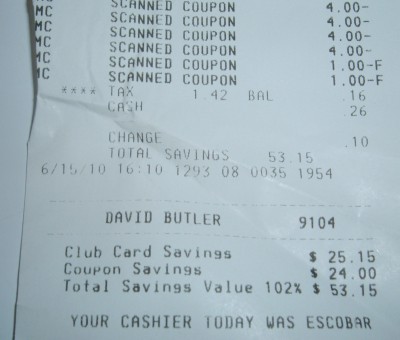 MC SCANNED COUPON 4.00-
MC SCANNED COUPON 4.00-
MC SCANNED COUPON 4.00-
MC SCANNED COUPON 4.00-
MC SCANNED COUPON 1.00-F
MC SCANNED COUPON 1.00-F
**** TAX 1.42 BAL .16
CASH .26
CHANGE .10
TOTAL SAVINGS 53.15
6/15/10 16:10 1293 08 0035 1954
DAVID BUTLER 9104
Club Card Savings $ 25.15
Coupon Savings $ 24.00
Total Savings Value 102% $ 53.15
YOUR CASHIER TODAY WAS ESCOBAR